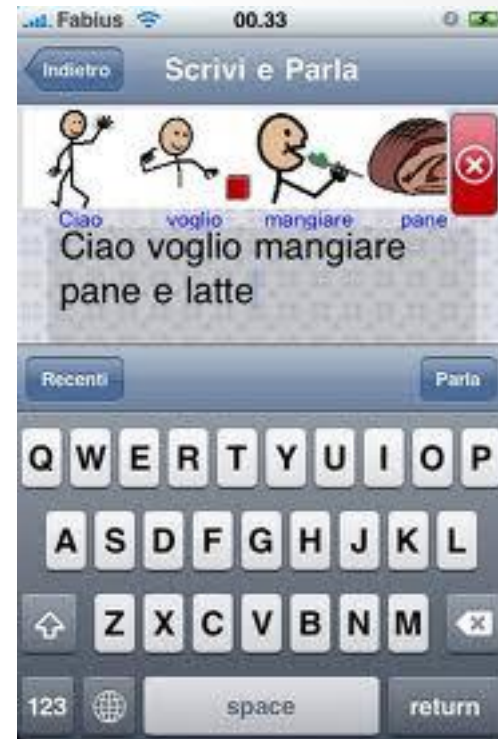 Fabius 00.33
Indietro Scrivi e Parla
Ciao voglio mangiare pane
Ciao voglio mangiare
pane e latte
Recenti Parla
Q W E R T Y U I O P
A S D F G H J K L
Z X C V B N M
123 space return